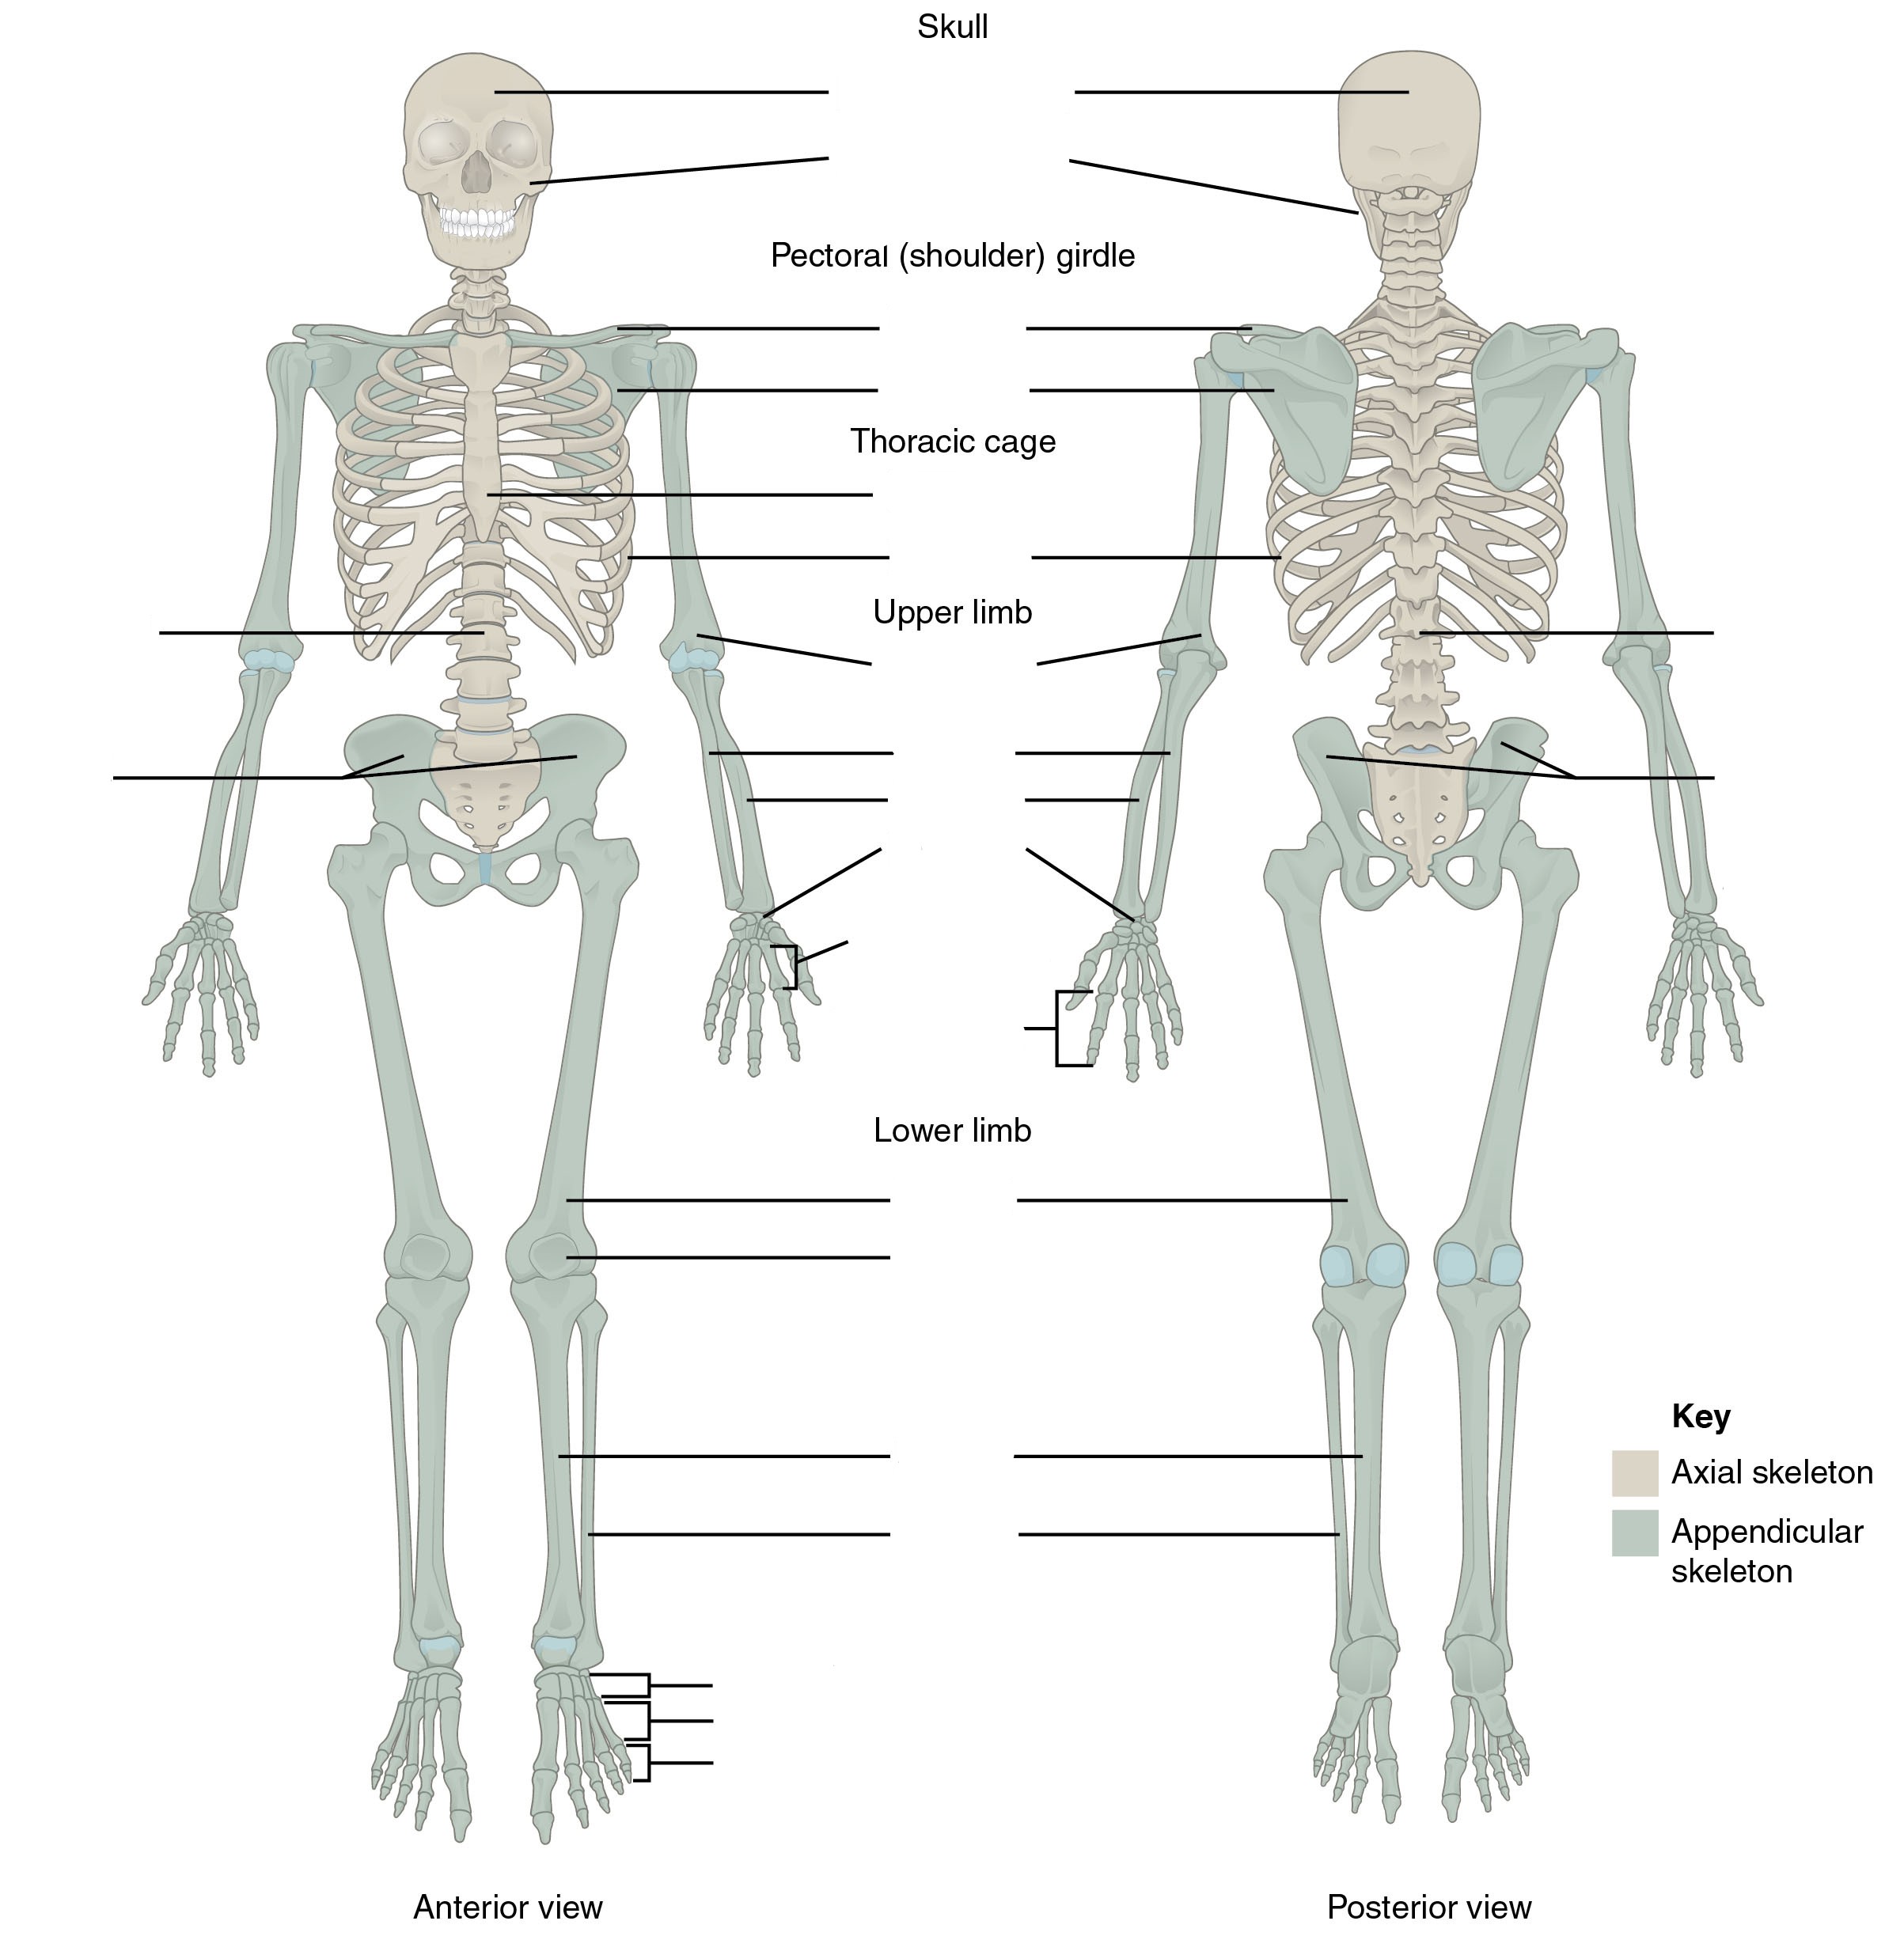 Skull
Pectoral (shoulder) girdle
Thoracic cage
Upper limb
Lower limb
Key
Axial skeleton
Appendicular
skeleton
Anterior view
Posterior view